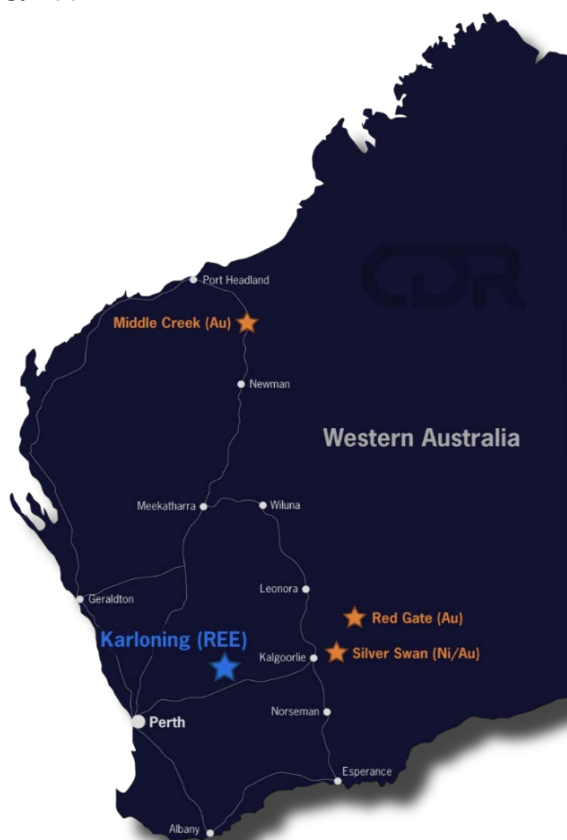 Port Headland
CDR
Middle Creek (Au)
Newman
Western Australia
Meekatharra
Wiluna
Leonora
Geraldton
Red Gate (Au)
Karloning (REE)
Silver Swan (Ni/Au)
Kalgoorlie
Norseman
Perth
Esperance
Albany